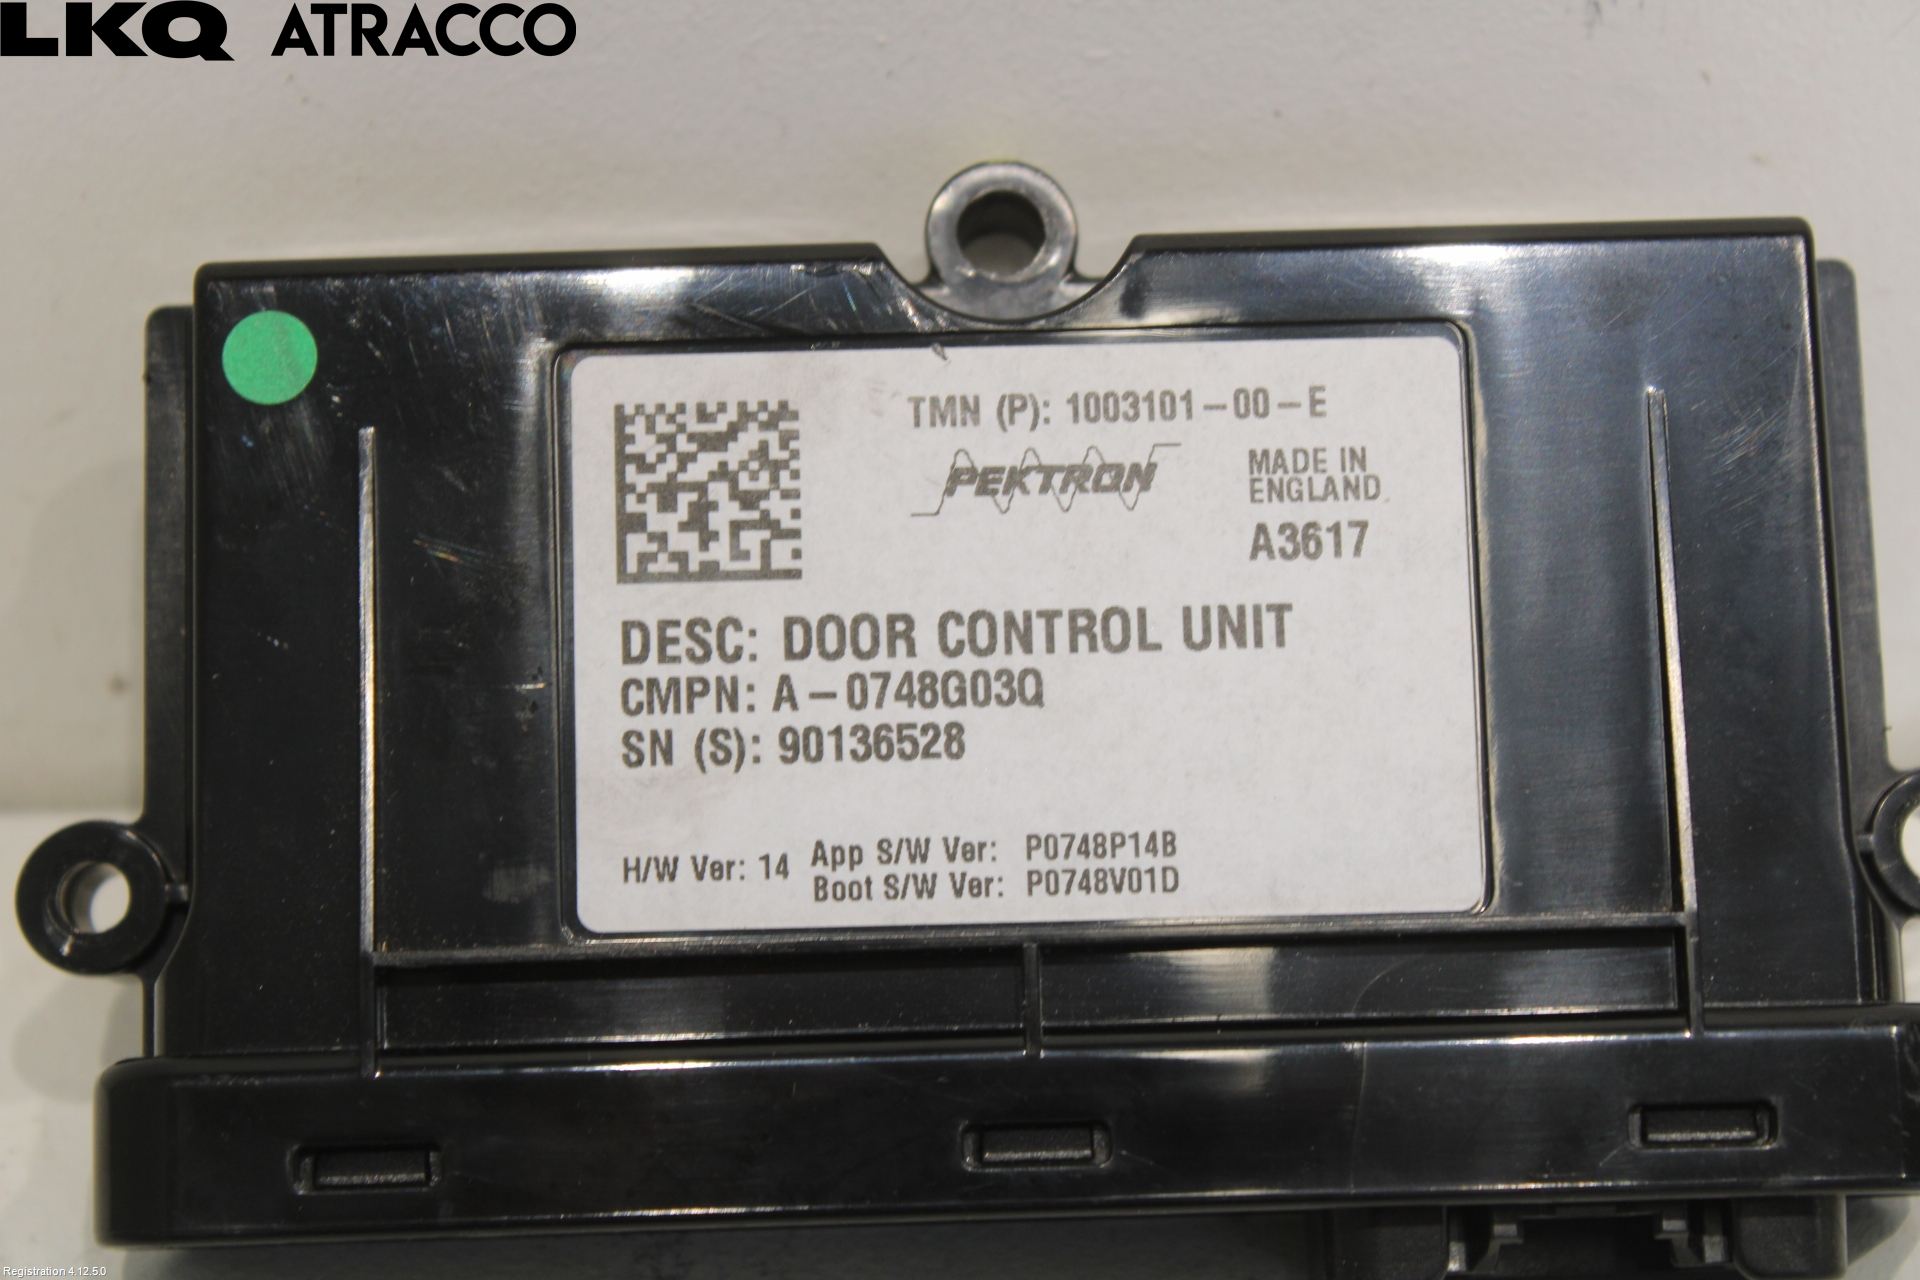 LKQ ATRACCO
TMN (P): 1003101-00-E
PEKTRON
MADE IN
ENGLAND
A3617
DESC: DOOR CONTROL UNIT
CMPN: A-0748G03Q
SN (S): 90136528
H/W Ver: 14
App S/W Ver: P0748P14B
Boot S/W Ver: P0748V01D
Registration 4.12.5.0